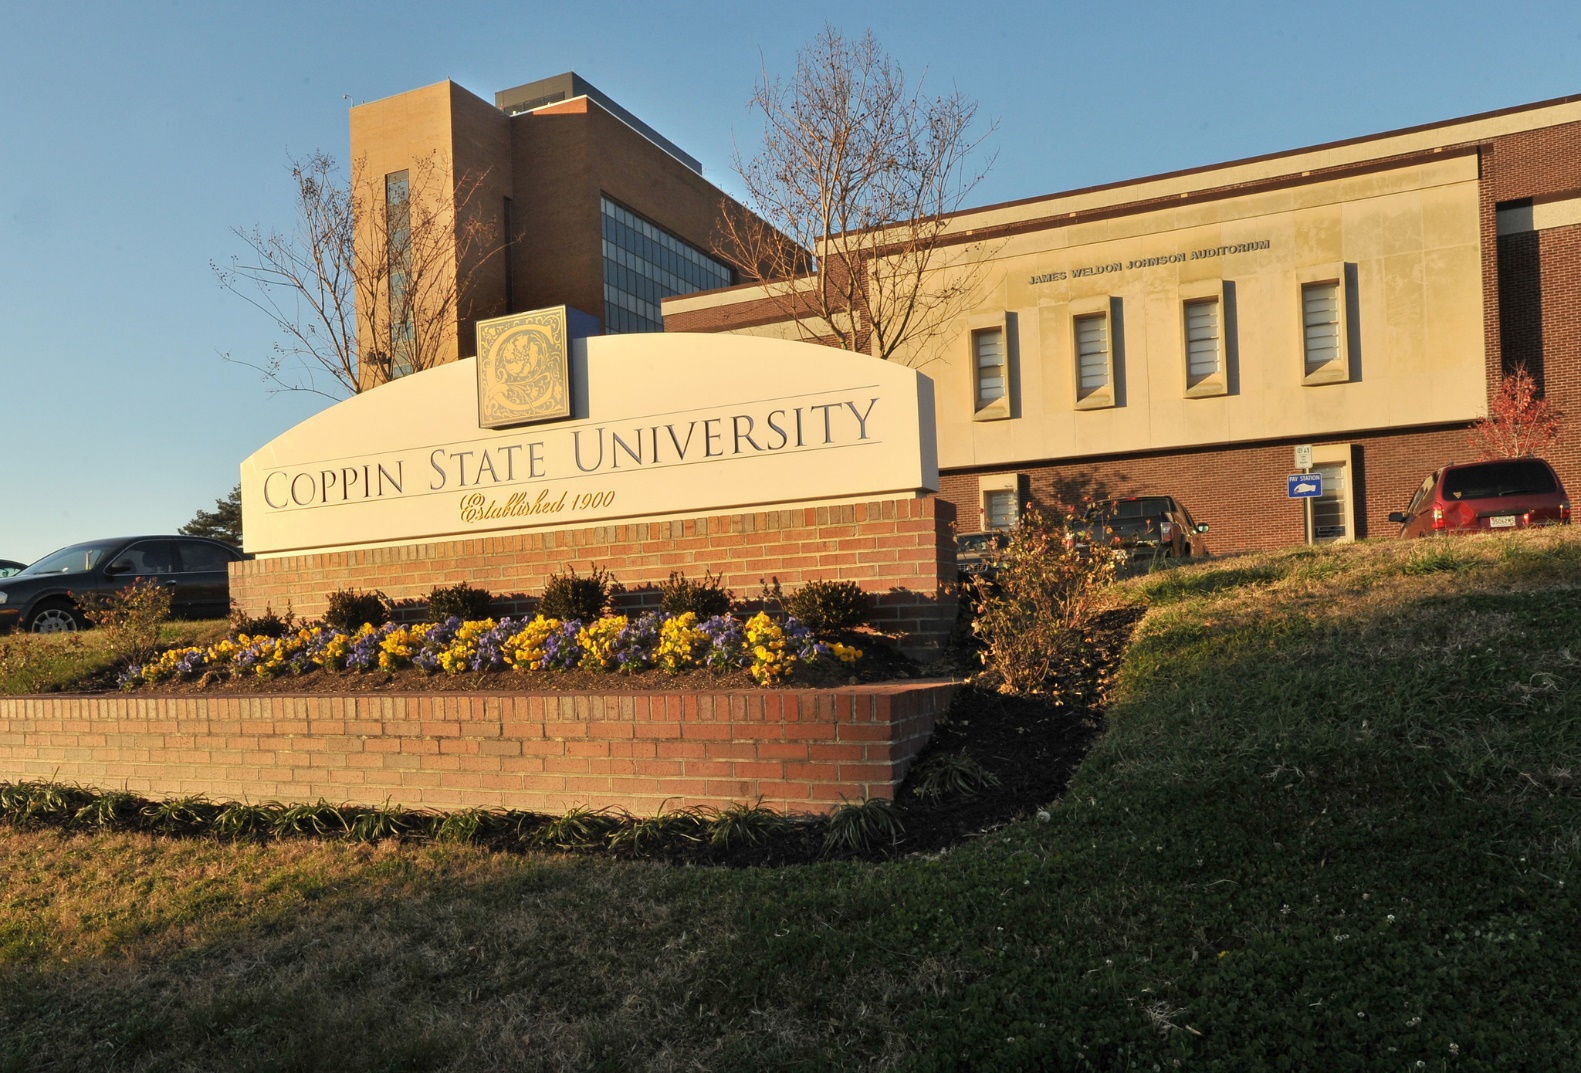 JAMES WELDON JOHNSON AUDITORIUM
COPPIN STATE UNIVERSITY
Established 1900
PAY STATION